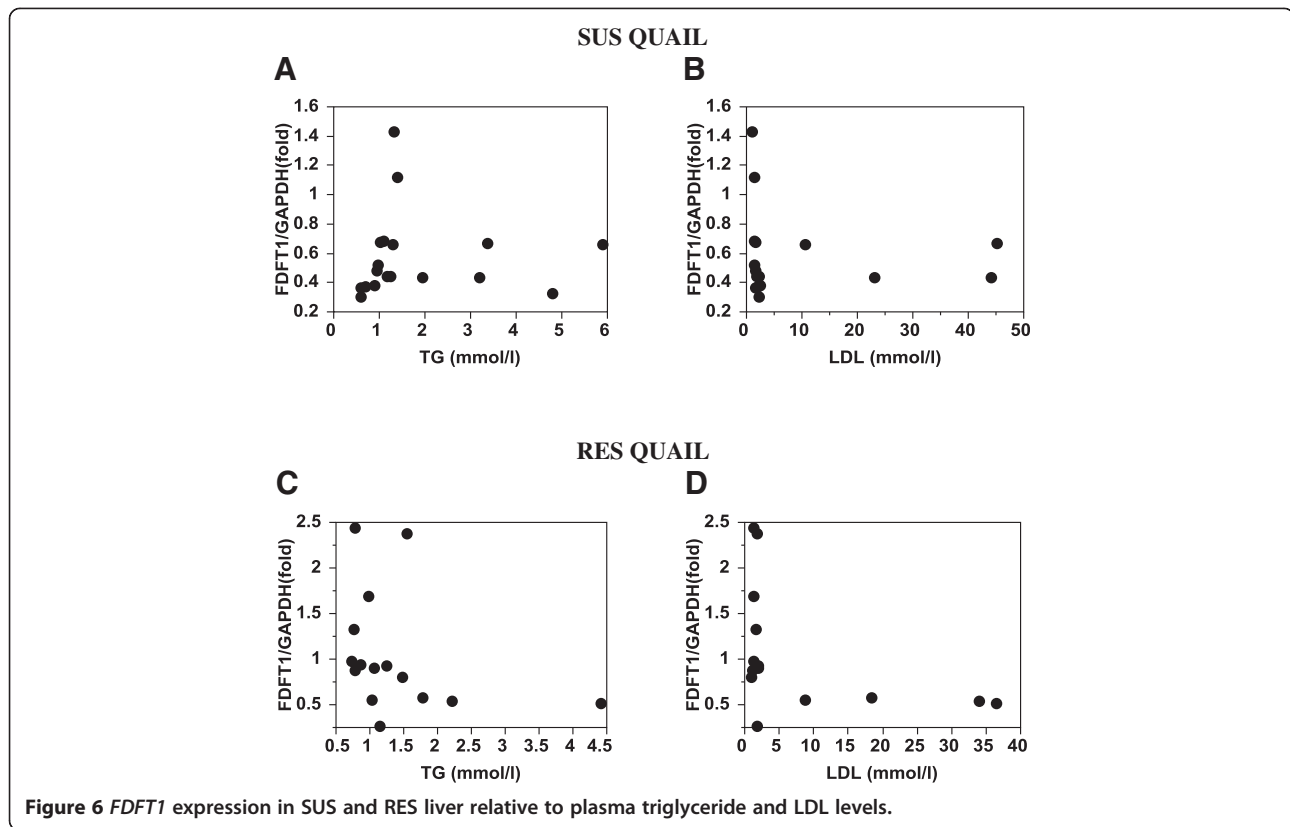 SUS QUAIL
A
B
FDFT1/GAPDH(fold)
1.6
1.4
1.2
1
0.8
0.6
0.4
0.2
0 1 2 3 4 5 6
TG (mmol/l)
FDFT1/GAPDH(fold)
1.6
1.4
1.2
1
0.8
0.6
0.4
0.2
0 10 20 30 40 50
LDL (mmol/l)
RES QUAIL
C
D
FDFT1/GAPDH(fold)
2.5
2
1.5
1
0.5
0.5 1 1.5 2 2.5 3 3.5 4 4.5
TG (mmol/l)
FDFT1/GAPDH(fold)
2.5
2
1.5
1
0.5
0 5 10 15 20 25 30 35 40
LDL (mmol/l)
Figure 6 FDFT1 expression in SUS and RES liver relative to plasma triglyceride and LDL levels.